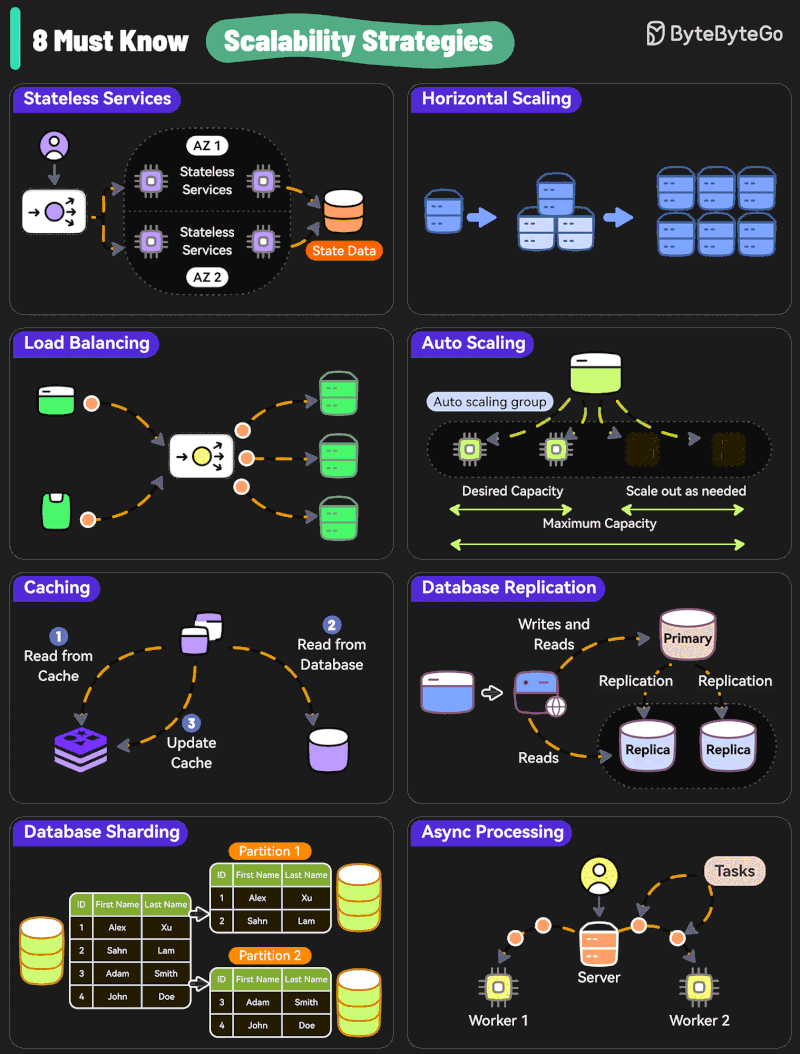 8 Must Know Scalability Strategies
ByteByteGo
Stateless Services
AZ 1
Stateless
Services
Stateless
Services
AZ 2
State Data
Horizontal Scaling
Load Balancing
Auto Scaling
Auto scaling group
Desired Capacity
Scale out as needed
Maximum Capacity
Caching
1
Read from
Cache
2
Read from
Database
3
Update
Cache
Database Replication
Writes and
Reads
Primary
Replication
Replication
Reads
Replica
Replica
Database Sharding
ID First Name Last Name
1 Alex Xu
2 Sahn Lam
3 Adam Smith
4 John Doe
Partition 1
ID First Name Last Name
1 Alex Xu
2 Sahn Lam
Partition 2
ID First Name Last Name
3 Adam Smith
4 John Doe
Async Processing
Tasks
Server
Worker 1
Worker 2